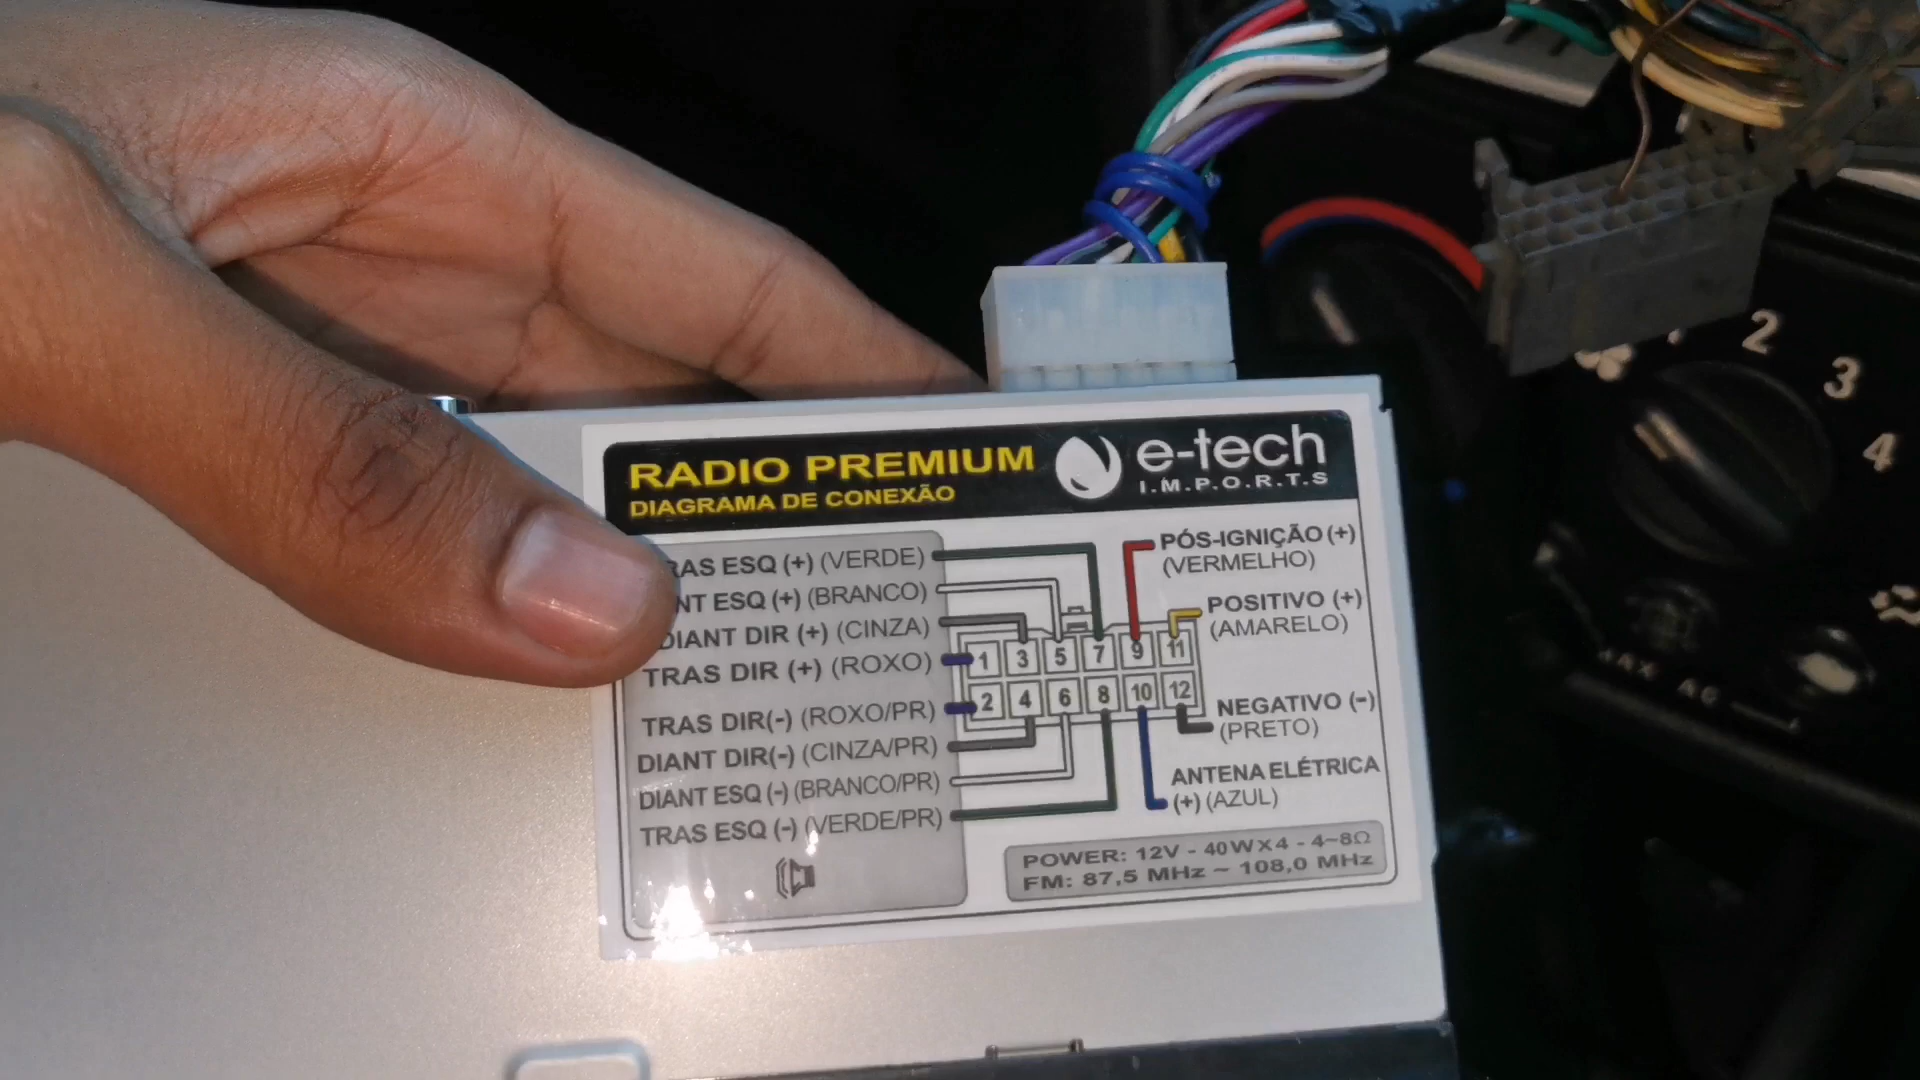 RADIO PREMIUM
DIAGRAMA DE CONEXÃO
e-tech
I.M.P.O.R.T.S
ESQ (+) (VERDE)
ESQ (+) (BRANCO)
DIANT DIR (+) (CINZA)
TRAS DIR (+) (ROXO)
TRAS DIR(-) (ROXO/PR)
DIANT DIR(-) (CINZA/PR)
DIANT ESQ (-) (BRANCO/PR)
TRAS ESQ (-) (VERDE/PR)
1 3 5 7 9 11
2 4 6 8 10 12
PÓS-IGNIÇÃO (+)
(VERMELHO)
POSITIVO (+)
(AMARELO)
NEGATIVO (-)
(PRETO)
ANTENA ELÉTRICA
(+) (AZUL)
POWER: 12V - 40WX4 - 4~8Ω
FM: 87,5 MHz ~ 108,0 MHz
2
3
4
AC